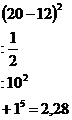 (20−12)²
: 1/2
: 10²
+ 1⁵ = 2,28